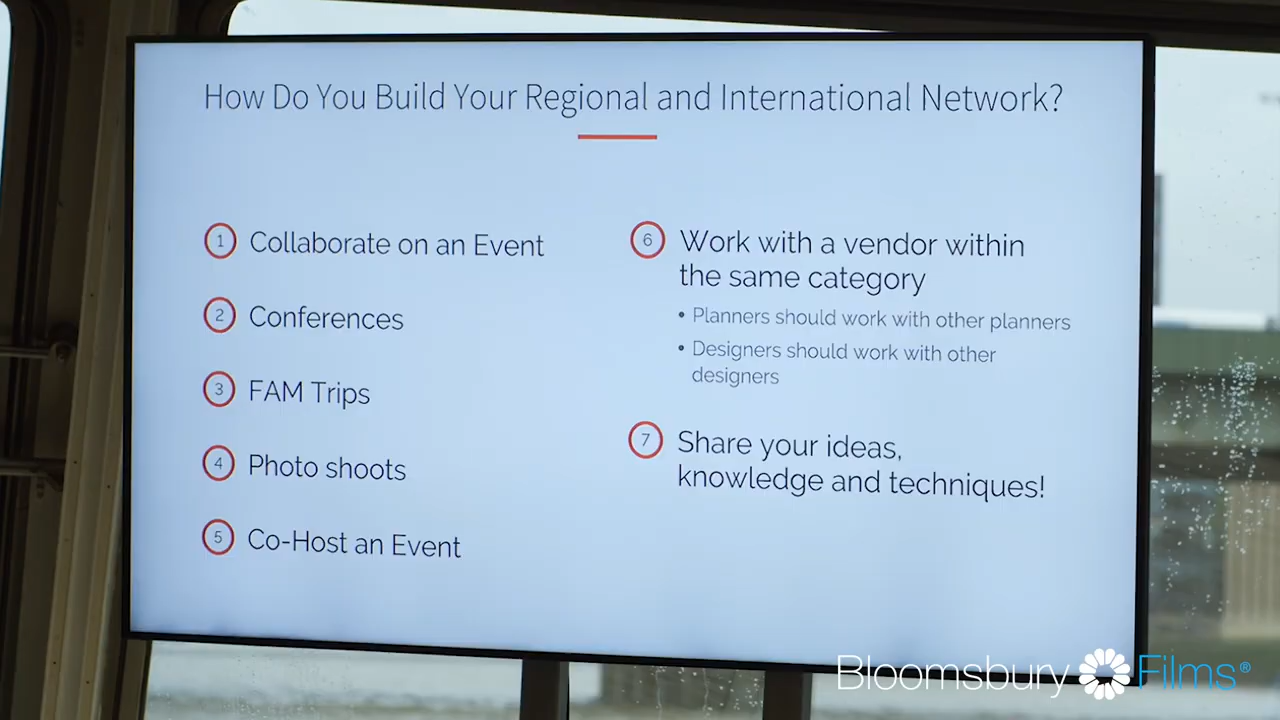 How Do You Build Your Regional and International Network?
1 Collaborate on an Event
2 Conferences
3 FAM Trips
4 Photo shoots
5 Co-Host an Event
6 Work with a vendor within
the same category
• Planners should work with other planners
• Designers should work with other
designers
7 Share your ideas,
knowledge and techniques!
Bloomsbury Films®